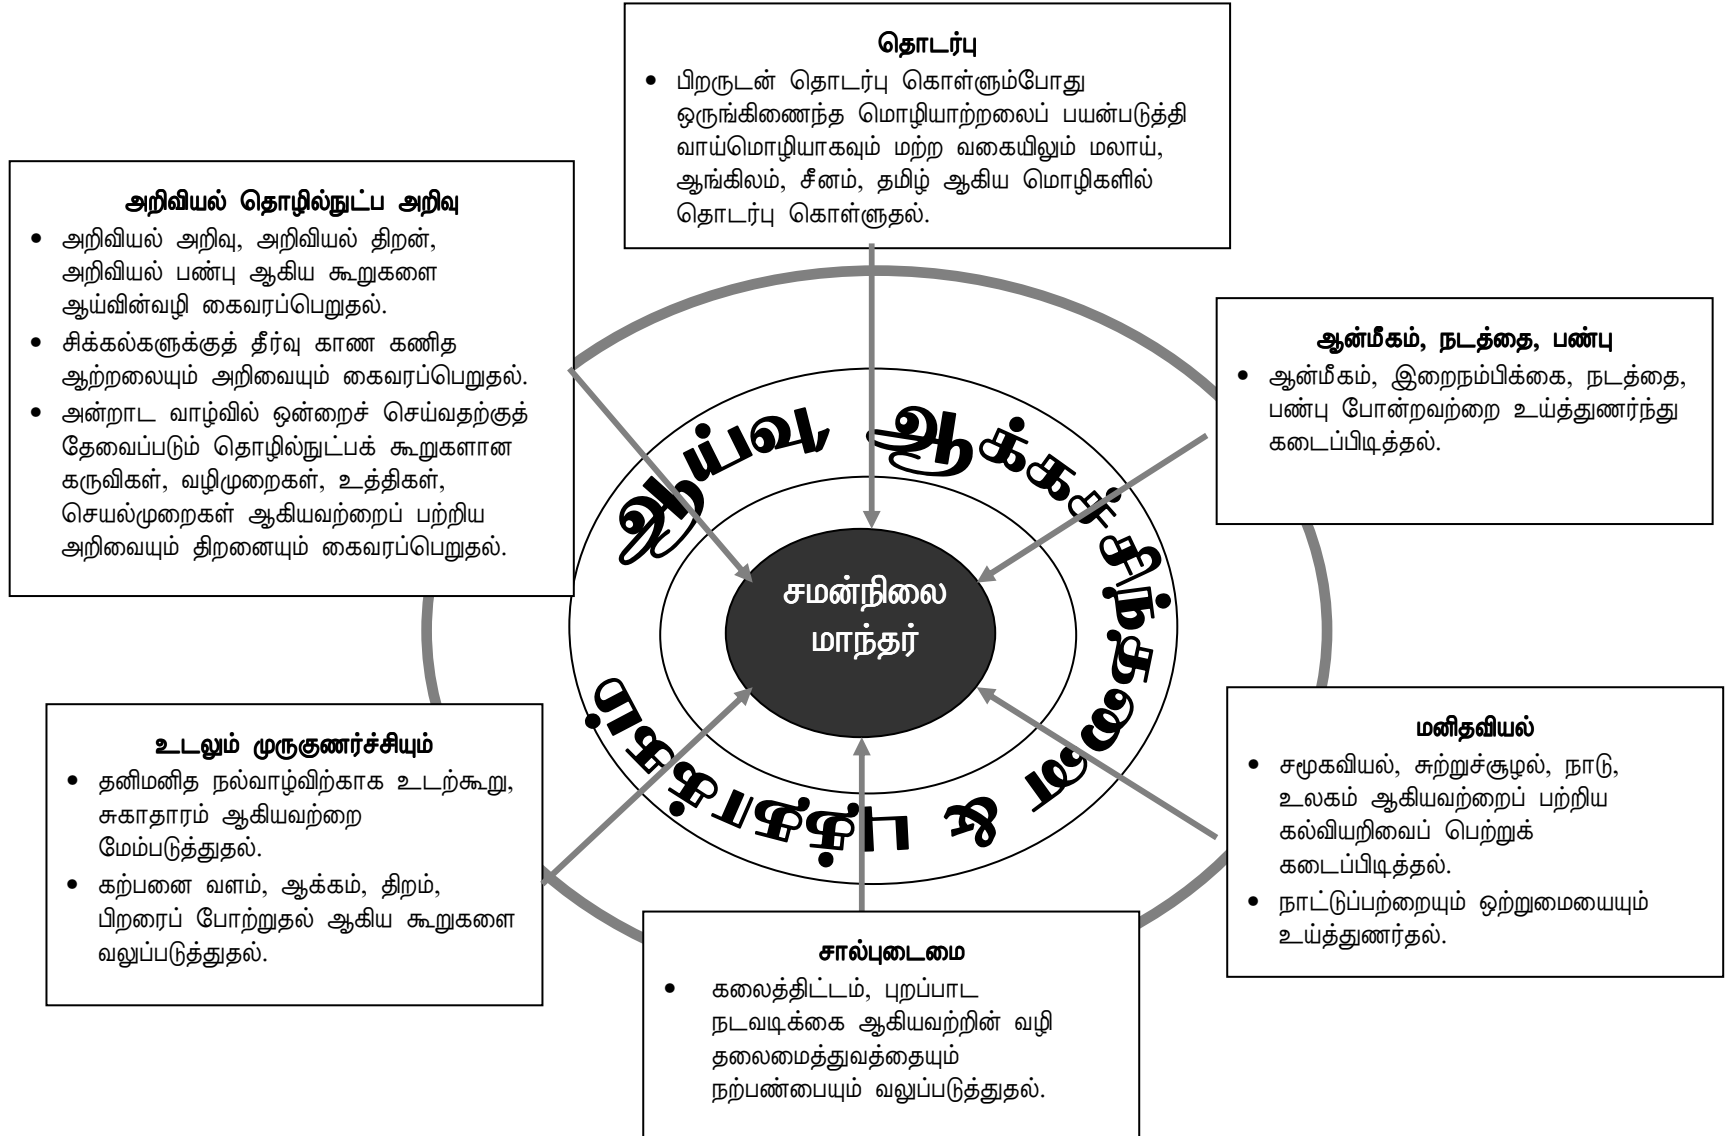 தொடர்பு
• பிறருடன் தொடர்பு கொள்ளும்போது
ஒருங்கிணைந்த மொழியாற்றலைப் பயன்படுத்தி
வாய்மொழியாகவும் மற்ற வகையிலும் மலாய்,
ஆங்கிலம், சீனம், தமிழ் ஆகிய மொழிகளில்
தொடர்பு கொள்ளுதல்.
அறிவியல் தொழில்நுட்ப அறிவு
• அறிவியல் அறிவு, அறிவியல் திறன்,
அறிவியல் பண்பு ஆகிய கூறுகளை
ஆய்வின்வழி கைவரப்பெறுதல்.
• சிக்கல்களுக்குத் தீர்வு காண கணித
ஆற்றலையும் அறிவையும் கைவரப்பெறுதல்.
• அன்றாட வாழ்வில் ஒன்றைச் செய்வதற்குத்
தேவைப்படும் தொழில்நுட்பக் கூறுகளான
கருவிகள், வழிமுறைகள், உத்திகள்,
செயல்முறைகள் ஆகியவற்றைப் பற்றிய
அறிவையும் திறனையும் கைவரப்பெறுதல்.
ஆன்மீகம், நடத்தை, பண்பு
• ஆன்மீகம், இறைநம்பிக்கை, நடத்தை,
பண்பு போன்றவற்றை உய்த்துணர்ந்து
கடைப்பிடித்தல்.
ஆய்வு, ஆக்கச்சிந்தனை & புத்தாக்கம்
சமன்நிலை
மாந்தர்
உடலும் முருகுணர்ச்சியும்
• தனிமனித நல்வாழ்விற்காக உடற்கூறு,
சுகாதாரம் ஆகியவற்றை
மேம்படுத்துதல்.
• கற்பனை வளம், ஆக்கம், திறம்,
பிறரைப் போற்றுதல் ஆகிய கூறுகளை
வலுப்படுத்துதல்.
மனிதவியல்
• சமூகவியல், சுற்றுச்சூழல், நாடு,
உலகம் ஆகியவற்றைப் பற்றிய
கல்வியறிவைப் பெற்றுக்
கடைப்பிடித்தல்.
• நாட்டுப்பற்றையும் ஒற்றுமையையும்
உய்த்துணர்தல்.
சால்புடைமை
• கலைத்திட்டம், புறப்பாட
நடவடிக்கை ஆகியவற்றின் வழி
தலைமைத்துவத்தையும்
நற்பண்பையும் வலுப்படுத்துதல்.